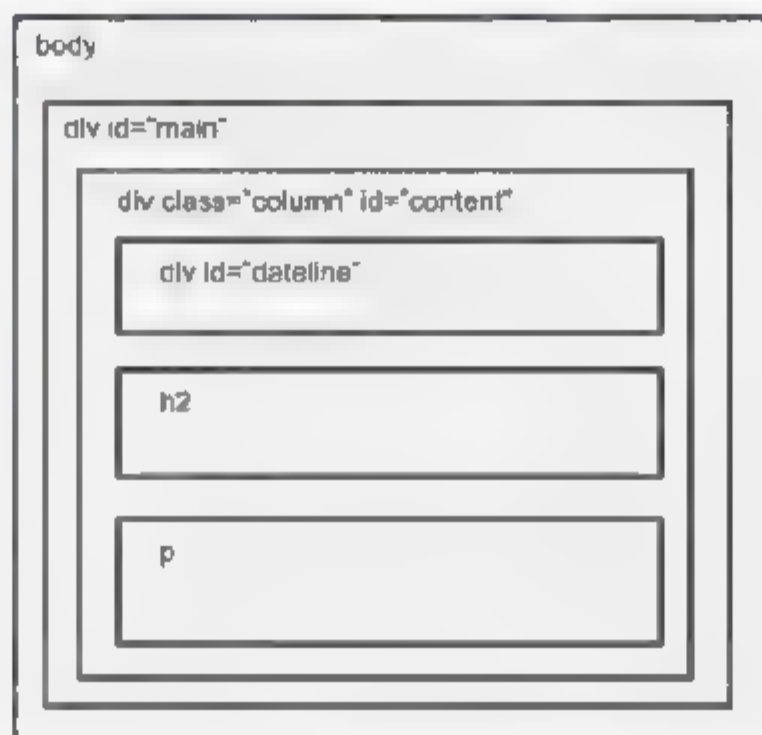 body
div id="main"
div class="column" id="content"
div id="dateline"
h2
p